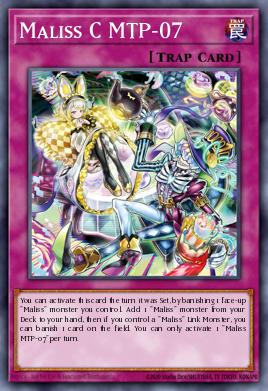 Maliss C MTP-07
TRAP
罠
[Trap Card]
You can activate this card the turn it was Set, by banishing 1 face-up
"Maliss" monster you control. Add 1 "Maliss" monster from your
Deck to your hand, then if you control a "Maliss" Link Monster, you
can banish 1 card on the field. You can only activate 1 "Maliss
MTP-07" per turn.